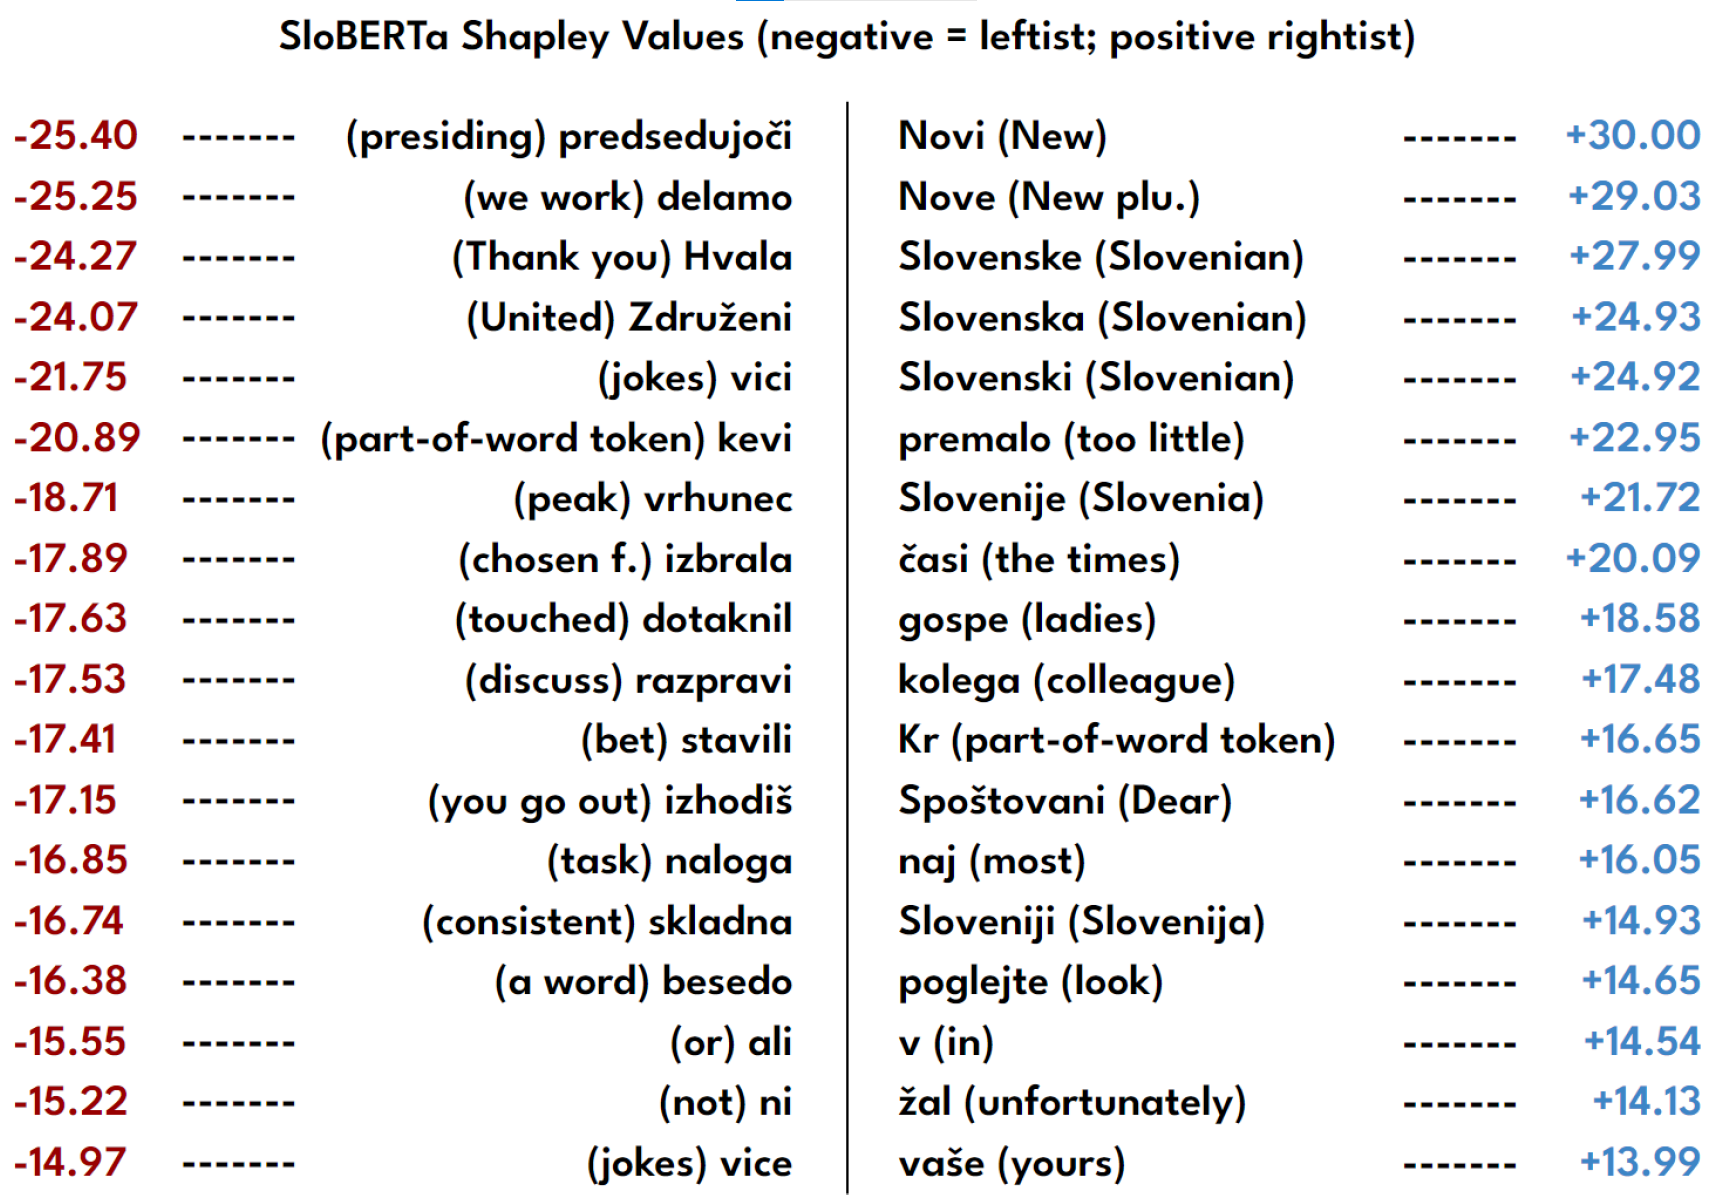 SloBERTa Shapley Values (negative = leftist; positive rightist)
-25.40 ------- (presiding) predsedujoči Novi (New) ------- +30.00
-25.25 ------- (we work) delamo Nove (New plu.) ------- +29.03
-24.27 ------- (Thank you) Hvala Slovenske (Slovenian) ------- +27.99
-24.07 ------- (United) Združeni Slovenska (Slovenian) ------- +24.93
-21.75 ------- (jokes) vici Slovenski (Slovenian) ------- +24.92
-20.89 ------- (part-of-word token) kevi premalo (too little) ------- +22.95
-18.71 ------- (peak) vrhunec Slovenije (Slovenia) ------- +21.72
-17.89 ------- (chosen f.) izbrala časi (the times) ------- +20.09
-17.63 ------- (touched) dotaknil gospe (ladies) ------- +18.58
-17.53 ------- (discuss) razpravi kolega (colleague) ------- +17.48
-17.41 ------- (bet) stavili Kr (part-of-word token) ------- +16.65
-17.15 ------- (you go out) izhodiš Spoštovani (Dear) ------- +16.62
-16.85 ------- (task) naloga naj (most) ------- +16.05
-16.74 ------- (consistent) skladna Sloveniji (Slovenija) ------- +14.93
-16.38 ------- (a word) besedo poglejte (look) ------- +14.65
-15.55 ------- (or) ali v (in) ------- +14.54
-15.22 ------- (not) ni žal (unfortunately) ------- +14.13
-14.97 ------- (jokes) vice vaše (yours) ------- +13.99